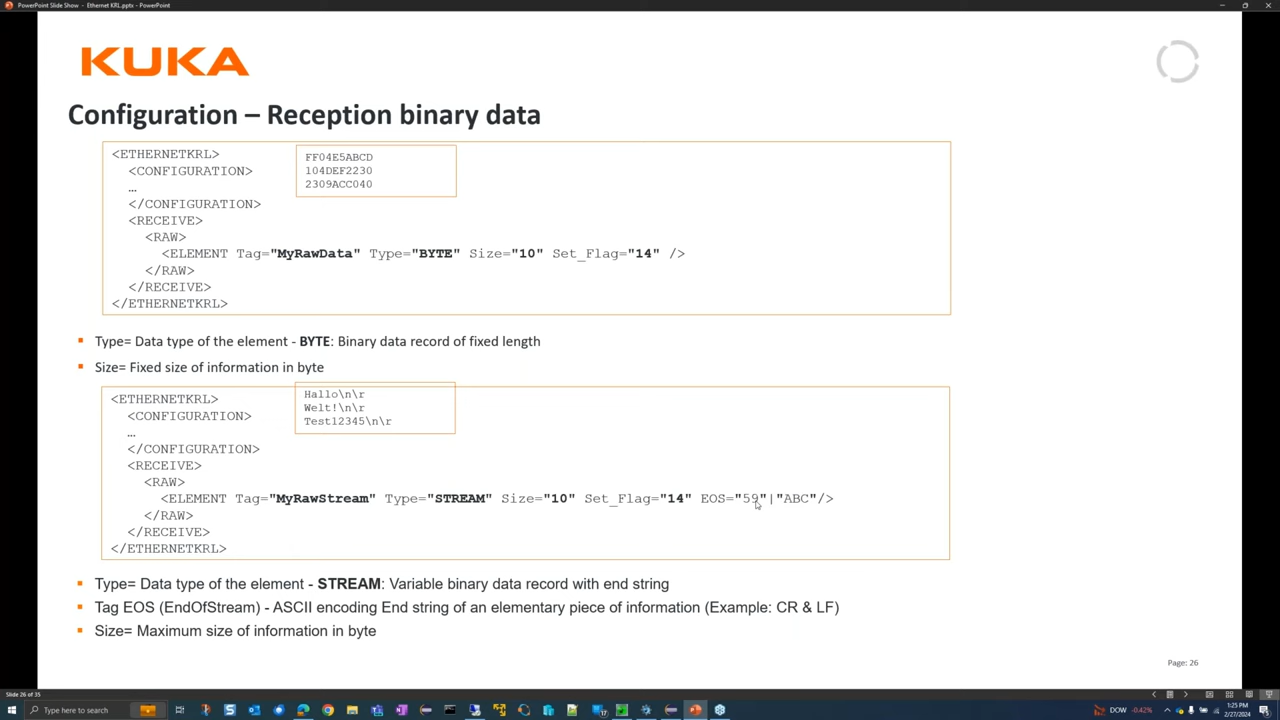 PowerPoint Slide Show - Ethernet KRL.pptx - PowerPoint
KUKA
Configuration – Reception binary data
<ETHERNETKRL>
<CONFIGURATION>
…
</CONFIGURATION>
<RECEIVE>
<RAW>
<ELEMENT Tag="MyRawData" Type="BYTE" Size="10" Set_Flag="14" />
</RAW>
</RECEIVE>
</ETHERNETKRL>
FF04E5ABCD
104DEF2230
2309ACC040
Type= Data type of the element - BYTE: Binary data record of fixed length
Size= Fixed size of information in byte
<ETHERNETKRL>
<CONFIGURATION>
…
</CONFIGURATION>
<RECEIVE>
<RAW>
<ELEMENT Tag="MyRawStream" Type="STREAM" Size="10" Set_Flag="14" EOS="59"|"ABC"/>
</RAW>
</RECEIVE>
</ETHERNETKRL>
Hallo\n\r
Welt!\n\r
Test12345\n\r
Type= Data type of the element - STREAM: Variable binary data record with end string
Tag EOS (EndOfStream) - ASCII encoding End string of an elementary piece of information (Example: CR & LF)
Size= Maximum size of information in byte
Page: 26
Slide 26 of 35
Type here to search
DOW -0.42%
1:25 PM
2/27/2024